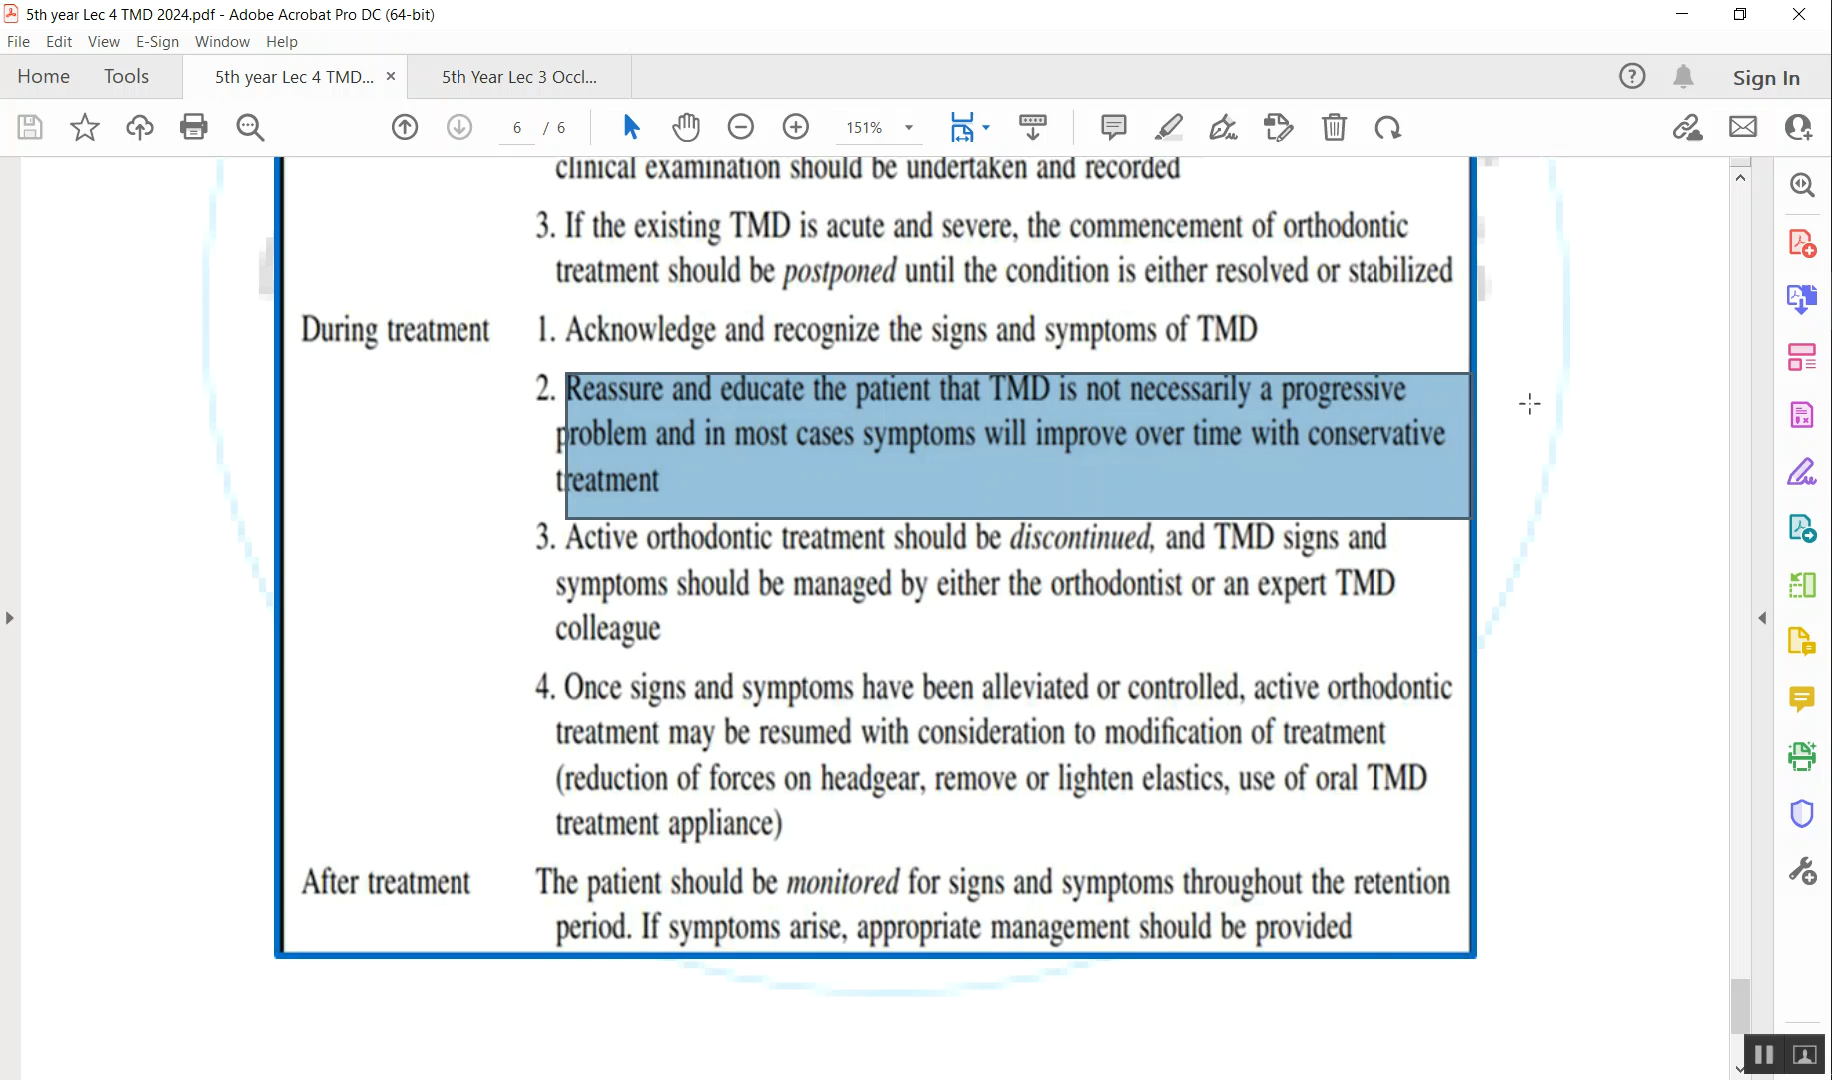 5th year Lec 4 TMD 2024.pdf - Adobe Acrobat Pro DC (64-bit)
File Edit View E-Sign Window Help
Home Tools 5th year Lec 4 TMD... × 5th Year Lec 3 Occl... Sign In
6 / 6 151%
clinical examination should be undertaken and recorded
3. If the existing TMD is acute and severe, the commencement of orthodontic
treatment should be postponed until the condition is either resolved or stabilized
During treatment 1. Acknowledge and recognize the signs and symptoms of TMD
2. Reassure and educate the patient that TMD is not necessarily a progressive
problem and in most cases symptoms will improve over time with conservative
treatment
3. Active orthodontic treatment should be discontinued, and TMD signs and
symptoms should be managed by either the orthodontist or an expert TMD
colleague
4. Once signs and symptoms have been alleviated or controlled, active orthodontic
treatment may be resumed with consideration to modification of treatment
(reduction of forces on headgear, remove or lighten elastics, use of oral TMD
treatment appliance)
After treatment The patient should be monitored for signs and symptoms throughout the retention
period. If symptoms arise, appropriate management should be provided